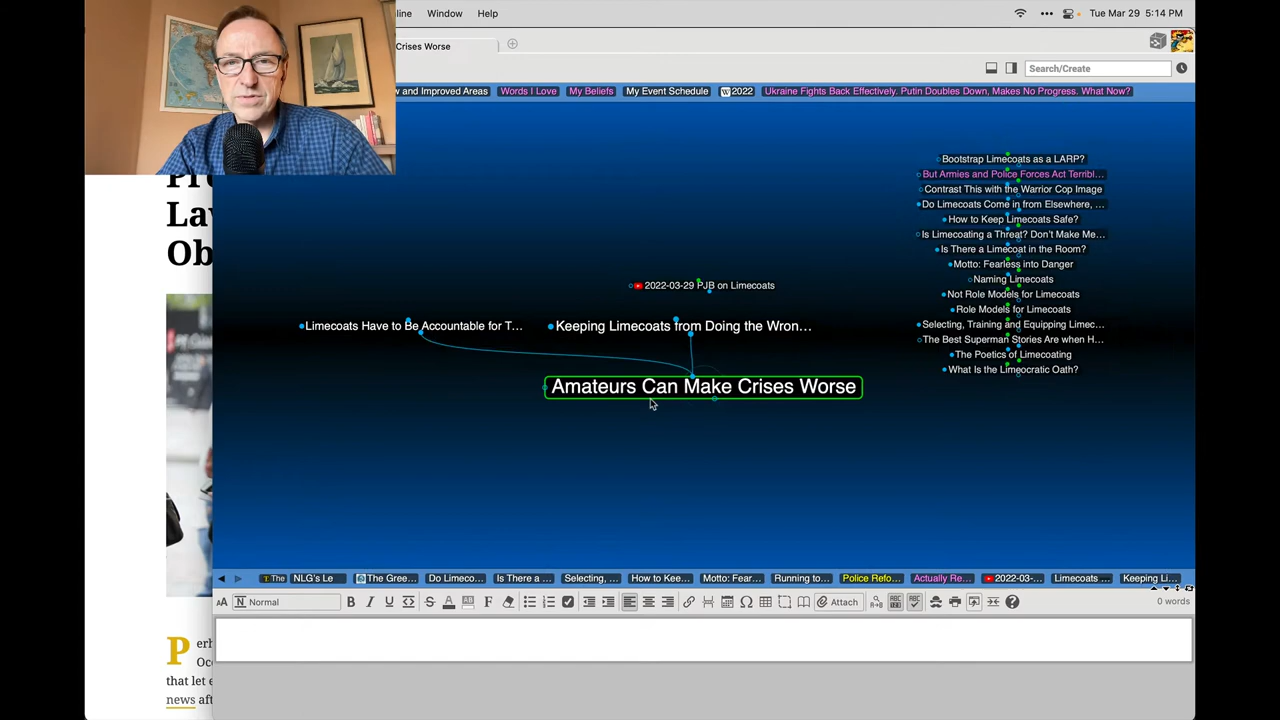 line Window Help Tue Mar 29 5:14 PM
Crises Worse
Search/Create
w and Improved Areas Words I Love My Beliefs My Event Schedule W 2022 Ukraine Fights Back Effectively. Putin Doubles Down, Makes No Progress. What Now?
Bootstrap Limecoats as a LARP?
But Armies and Police Forces Act Terribl...
Contrast This with the Warrior Cop Image
Do Limecoats Come in from Elsewhere, ...
How to Keep Limecoats Safe?
Is Limecoating a Threat? Don't Make Me...
Is There a Limecoat in the Room?
Motto: Fearless into Danger
Naming Limecoats
Not Role Models for Limecoats
Role Models for Limecoats
Selecting, Training and Equipping Limec...
The Best Superman Stories Are when H...
The Poetics of Limecoating
What Is the Limeocratic Oath?
2022-03-29 PJB on Limecoats
Limecoats Have to Be Accountable for T...
Keeping Limecoats from Doing the Wron...
Amateurs Can Make Crises Worse
La
Ob
The NLG's Le The Gree... Do Limeco... Is There a ... Selecting, ... How to Kee... Motto: Fear... Running to... Police Refo... Actually Re... 2022-03-... Limecoats ... Keeping Li...
Normal B I U S A F Attach 0 words
Perh
Oc
that let e
news aft